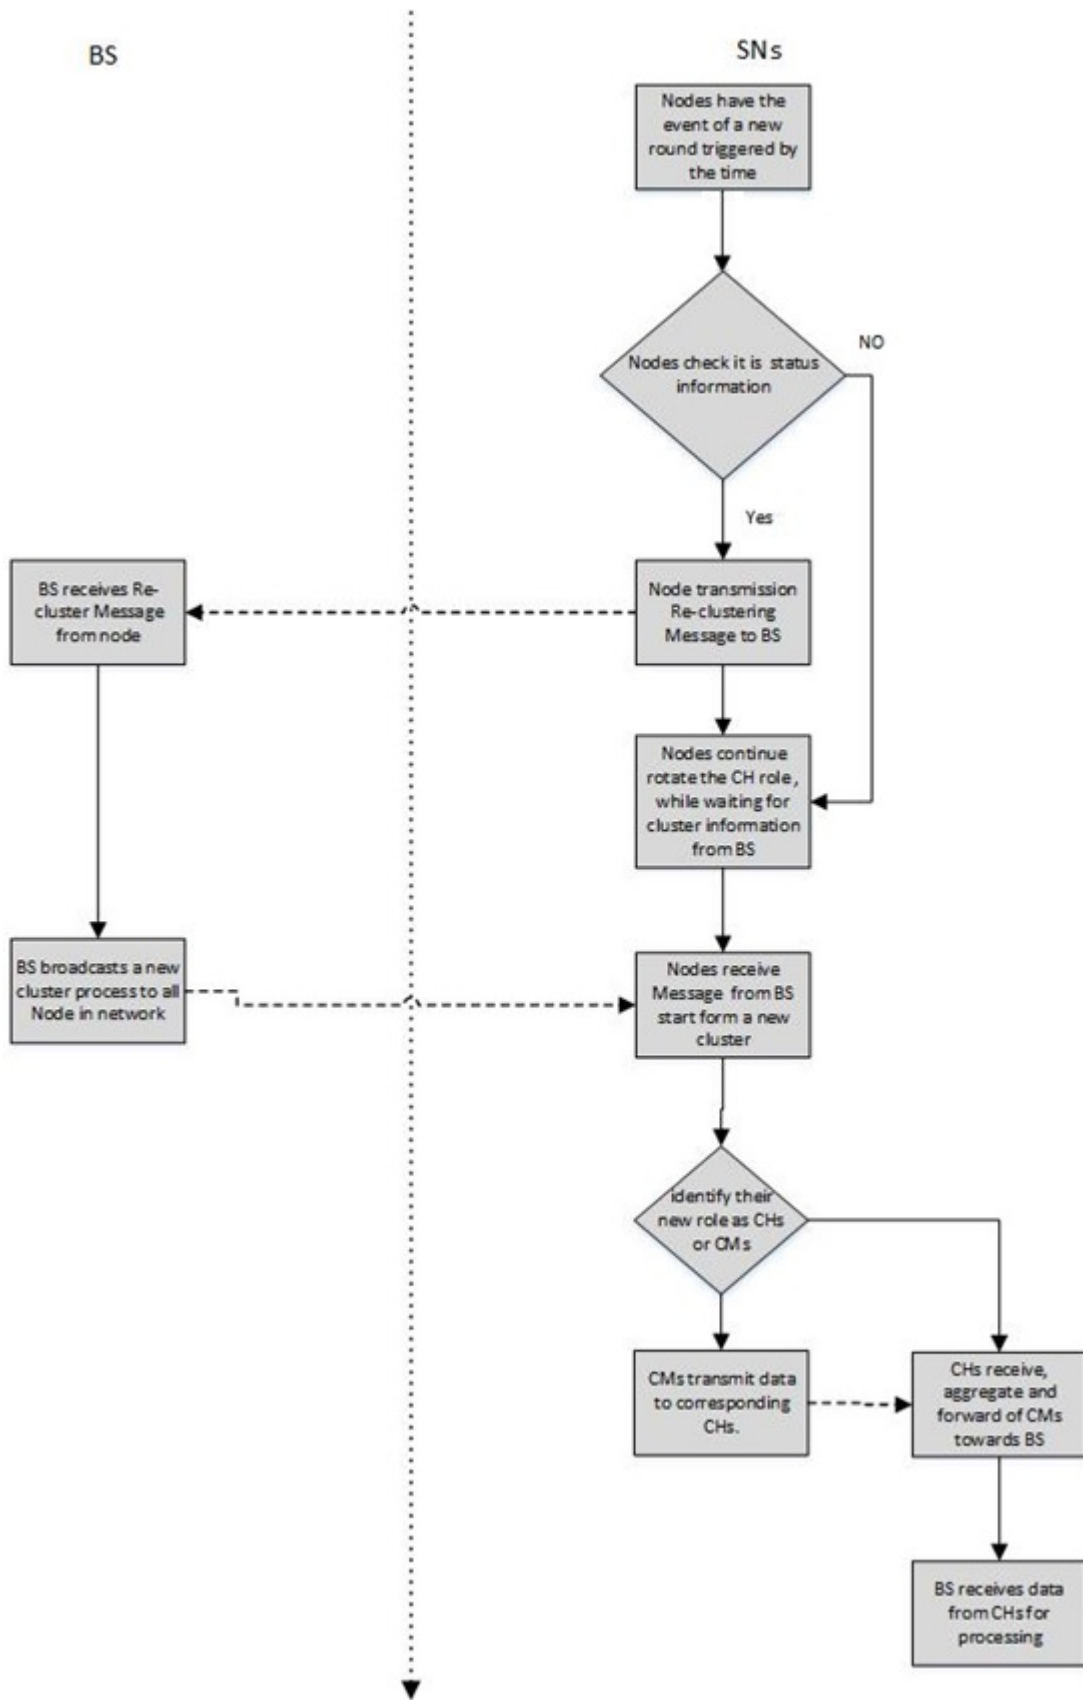 BS
SNs
Nodes have the
event of a new
round triggered by
the time
Nodes check it is status
information
NO
Yes
BS receives Re-
cluster Message
from node
Node transmission
Re-clustering
Message to BS
Nodes continue
rotate the CH role,
while waiting for
cluster information
from BS
BS broadcasts a new
cluster process to all
Node in network
Nodes receive
Message from BS
start form a new
cluster
identify their
new role as CHs
or CMs
CMs transmit data
to corresponding
CHs.
CHs receive,
aggregate and
forward of CMs
towards BS
BS receives data
from CHs for
processing